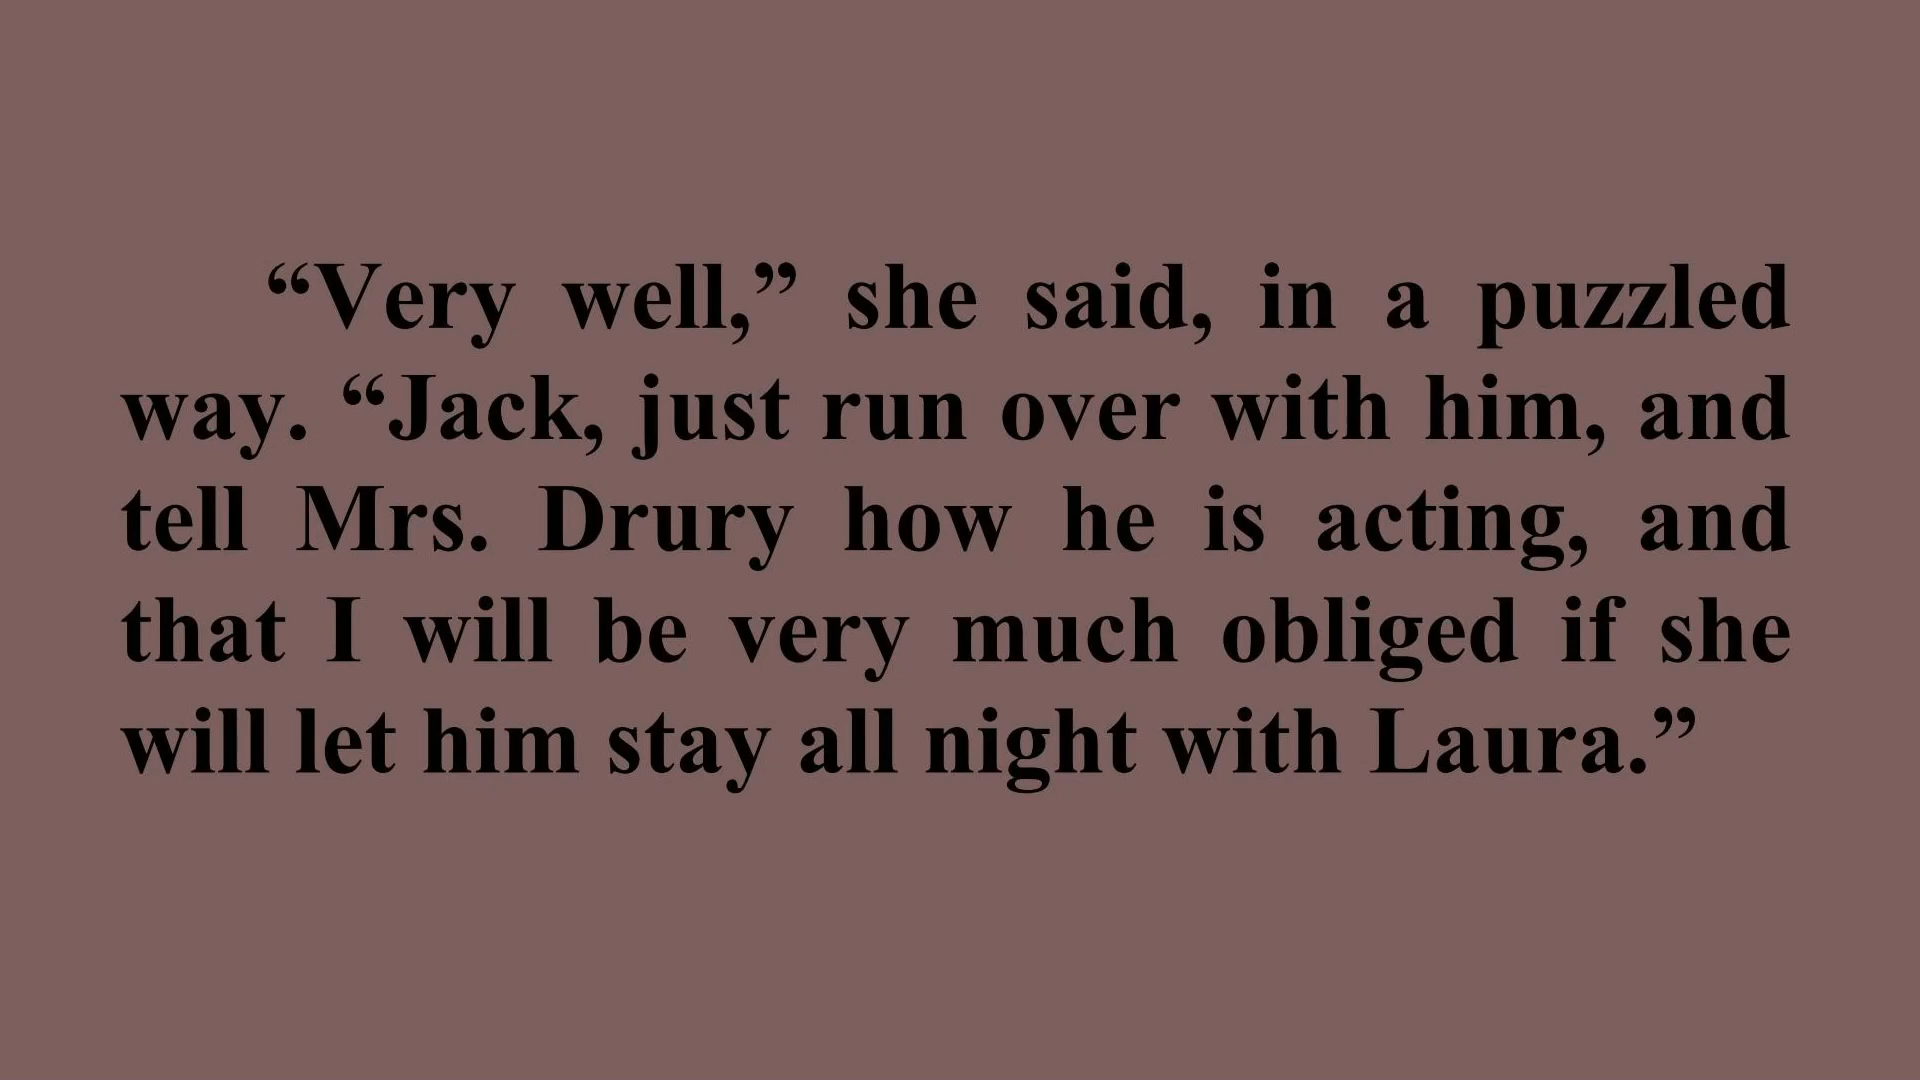 “Very well,” she said, in a puzzled
way. “Jack, just run over with him, and
tell Mrs. Drury how he is acting, and
that I will be very much obliged if she
will let him stay all night with Laura.”